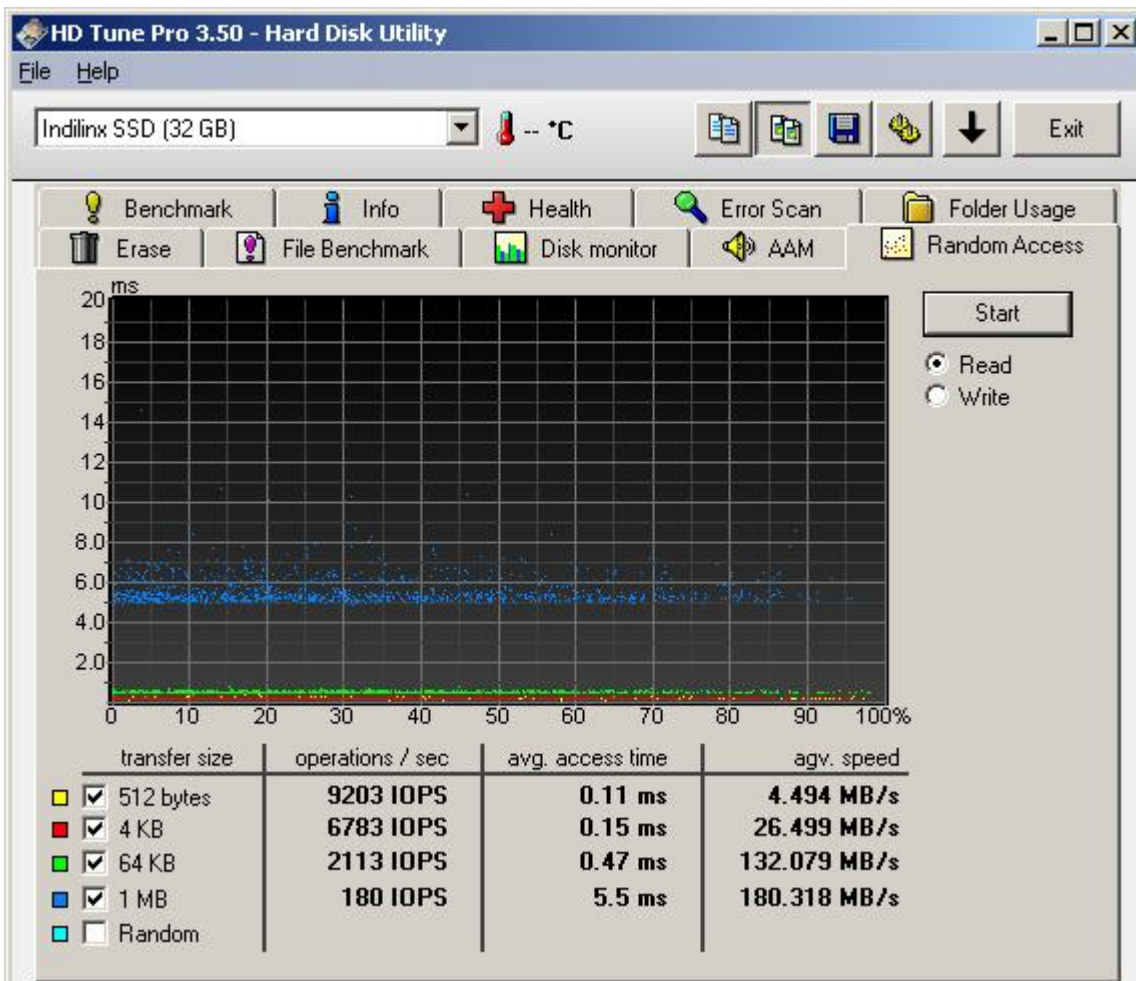 HD Tune Pro 3.50 - Hard Disk Utility
File Help
Indilinx SSD (32 GB) -- °C Exit
Benchmark Info Health Error Scan Folder Usage
Erase File Benchmark Disk monitor AAM Random Access
ms
20
18
16
14
12
10
8.0
6.0
4.0
2.0
0 10 20 30 40 50 60 70 80 90 100%
Start
Read
Write
transfer size operations / sec avg. access time agv. speed
512 bytes 9203 IOPS 0.11 ms 4.494 MB/s
4 KB 6783 IOPS 0.15 ms 26.499 MB/s
64 KB 2113 IOPS 0.47 ms 132.079 MB/s
1 MB 180 IOPS 5.5 ms 180.318 MB/s
Random